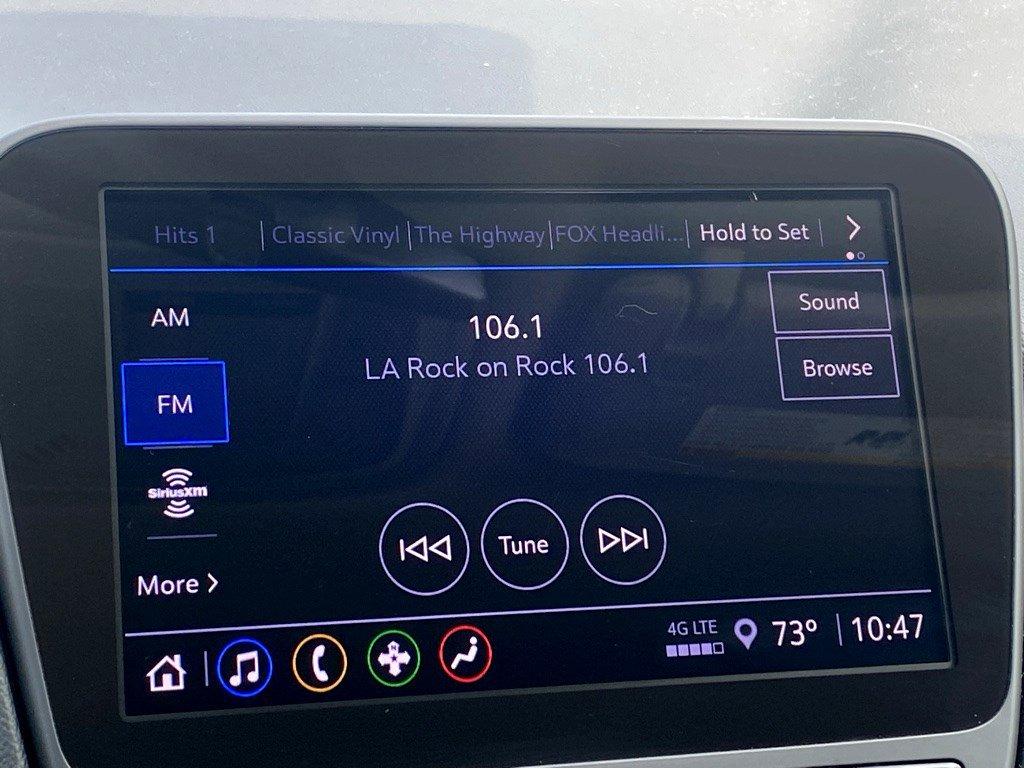 Hits 1
Classic Vinyl
The Highway
FOX Headli...
Hold to Set
AM
106.1
Sound
LA Rock on Rock 106.1
Browse
FM
SiriusXM
Tune
More
4G LTE
73°
10:47